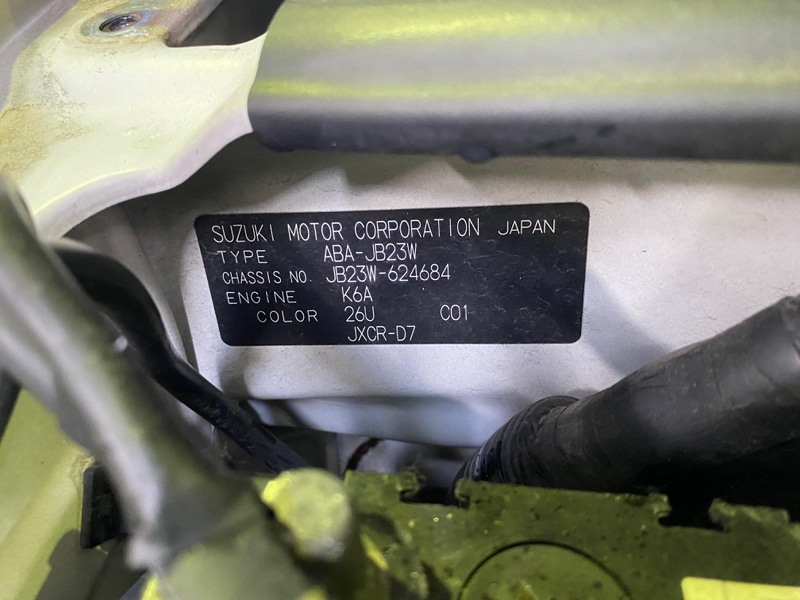 SUZUKI MOTOR CORPORATION JAPAN
TYPE ABA-JB23W
CHASSIS NO. JB23W-624684
ENGINE K6A
COLOR 26U C01
JXCR-D7